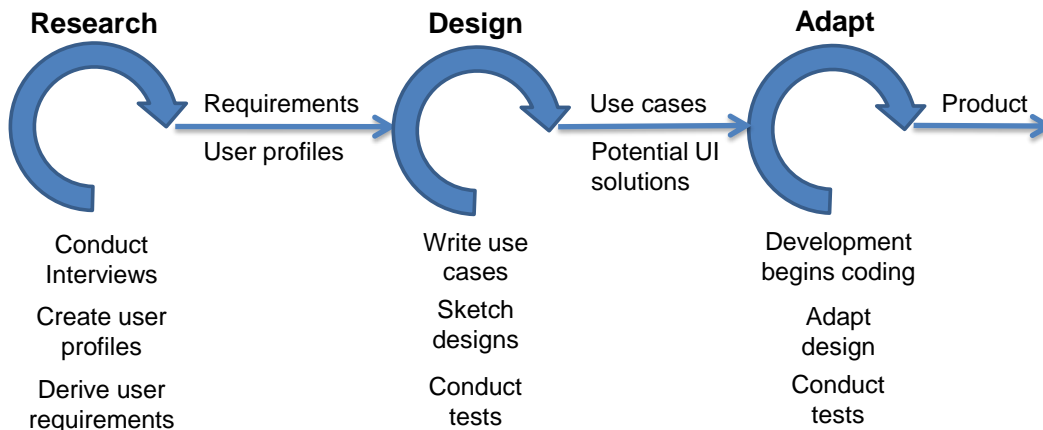 Research
Design
Adapt
Requirements
User profiles
Use cases
Potential UI
solutions
Product
Conduct
Interviews
Create user
profiles
Derive user
requirements
Write use
cases
Sketch
designs
Conduct
tests
Development
begins coding
Adapt
design
Conduct
tests